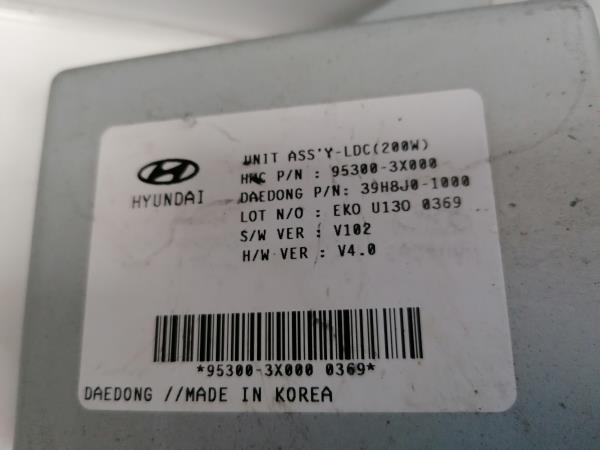 HYUNDAI
UNIT ASS'Y-LDC(200W)
HMC P/N : 95300-3X000
DAEDONG P/N: 39H8J0-1000
LOT N/O : EKO U130 0369
S/W VER : V102
H/W VER : V4.0
*95300-3X000 0369*
DAEDONG //MADE IN KOREA